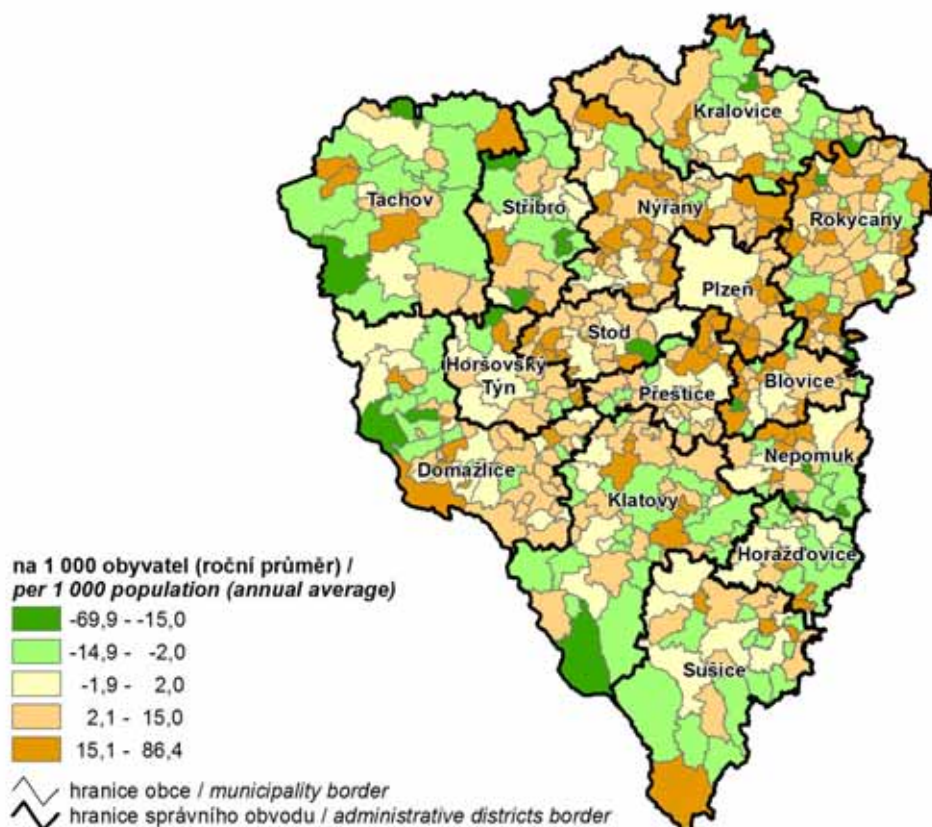 Kralovice
Tachov
Stříbro
Nýřany
Rokycany
Plzeň
Stod
Horšovský
Týn
Přeštice
Blovice
Nepomuk
Domažlice
Klatovy
Horažďovice
Sušice
na 1 000 obyvatel (roční průměr) /
per 1 000 population (annual average)
-69,9 - -15,0
-14,9 - -2,0
-1,9 - 2,0
2,1 - 15,0
15,1 - 86,4
hranice obce / municipality border
hranice správního obvodu / administrative districts border